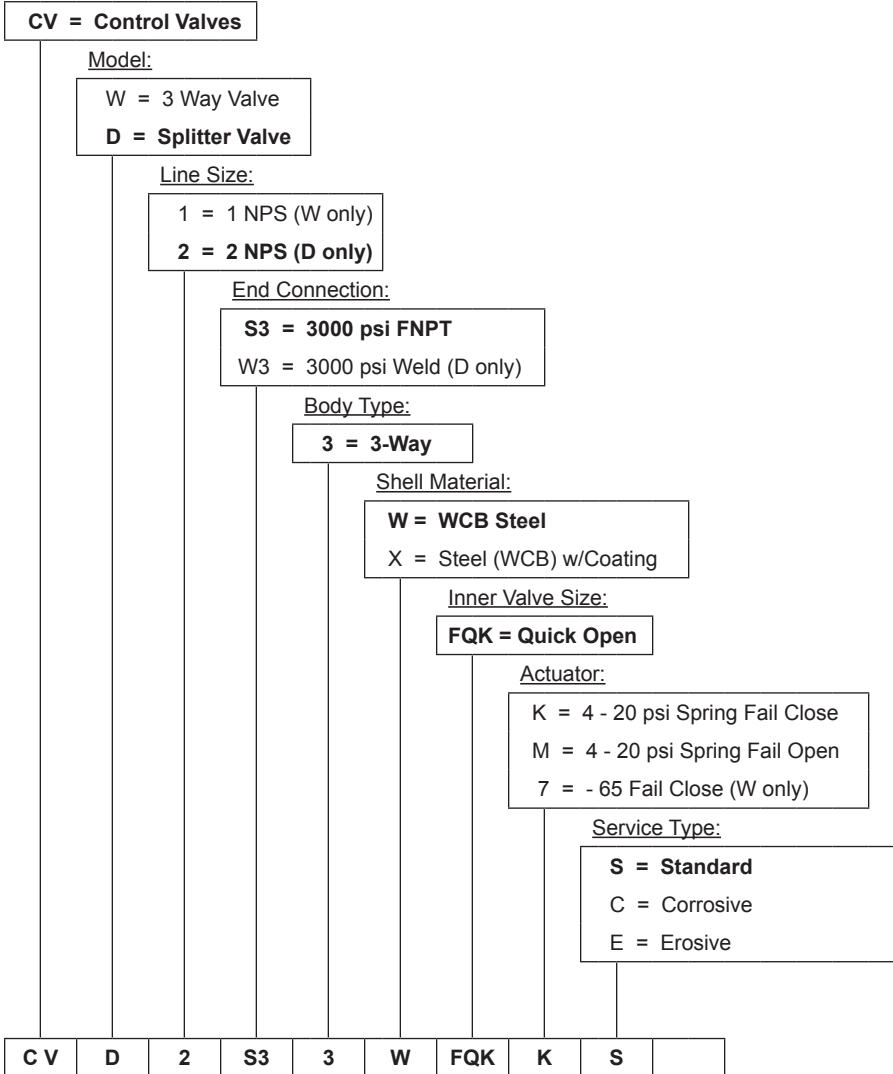 CV = Control Valves
Model:
W = 3 Way Valve
D = Splitter Valve
Line Size:
1 = 1 NPS (W only)
2 = 2 NPS (D only)
End Connection:
S3 = 3000 psi FNPT
W3 = 3000 psi Weld (D only)
Body Type:
3 = 3-Way
Shell Material:
W = WCB Steel
X = Steel (WCB) w/Coating
Inner Valve Size:
FQK = Quick Open
Actuator:
K = 4 - 20 psi Spring Fail Close
M = 4 - 20 psi Spring Fail Open
7 = - 65 Fail Close (W only)
Service Type:
S = Standard
C = Corrosive
E = Erosive
C V D 2 S3 3 W FQK K S